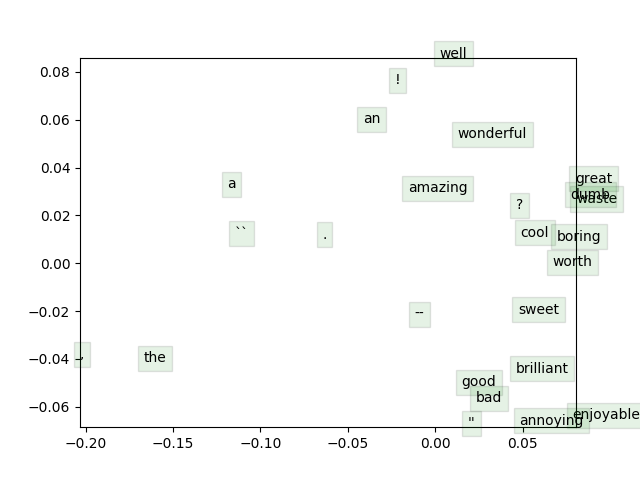 well
0.08
!
an
wonderful
0.06
0.04
a
amazing
great
dumb
waste
?
0.02
``
.
cool
boring
worth
0.00
--
sweet
−0.02
,
the
−0.04
brilliant
good
bad
−0.06
"
annoying
enjoyable
−0.20 −0.15 −0.10 −0.05 0.00 0.05